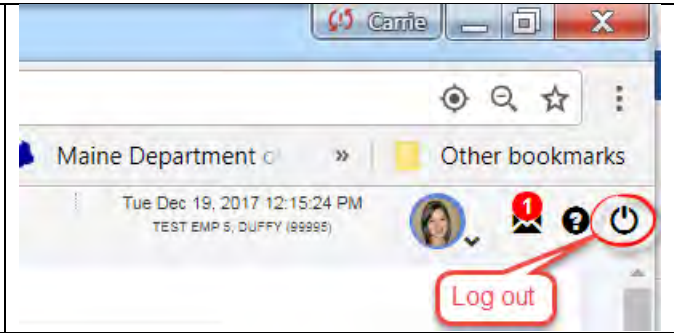 Carrie
Maine Department o
»
Other bookmarks
Tue Dec 19, 2017 12:15:24 PM
TEST EMP 5, DUFFY (99995)
1
?
Log out